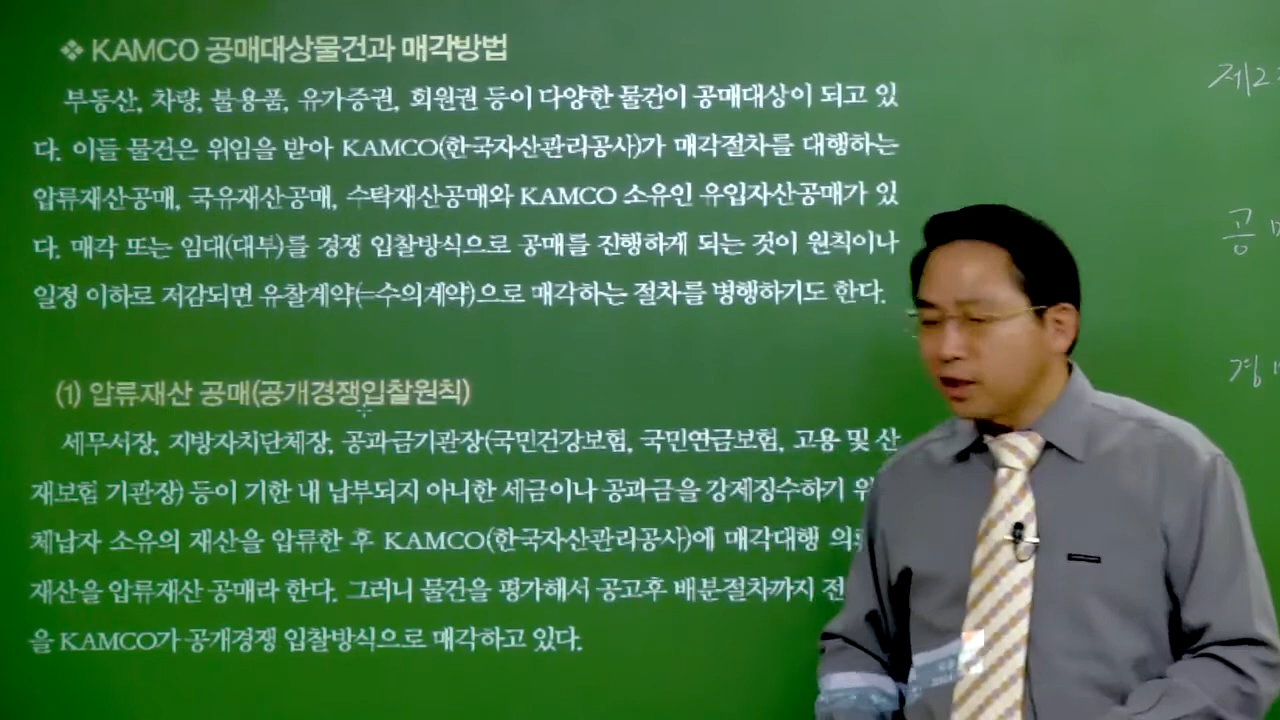 ❖ KAMCO 공매대상물건과 매각방법
부동산, 차량, 불용품, 유가증권, 회원권 등이 다양한 물건이 공매대상이 되고 있
다. 이들 물건은 위임을 받아 KAMCO(한국자산관리공사)가 매각절차를 대행하는
압류재산공매, 국유재산공매, 수탁재산공매와 KAMCO 소유인 유입자산공매가 있
다. 매각 또는 임대(대부)를 경쟁 입찰방식으로 공매를 진행하게 되는 것이 원칙이나
일정 이하로 저감되면 유찰계약(=수의계약)으로 매각하는 절차를 병행하기도 한다.
(1) 압류재산 공매(공개경쟁입찰원칙)
세무서장, 지방자치단체장, 공과금기관장(국민건강보험, 국민연금보험, 고용 및 산
재보험 기관장) 등이 기한 내 납부되지 아니한 세금이나 공과금을 강제징수하기
체납자 소유의 재산을 압류한 후 KAMCO(한국자산관리공사)에 매각대행
재산을 압류재산 공매라 한다. 그러니 물건을 평가해서 공고후 배분절차까지 전
을 KAMCO가 공개경쟁 입찰방식으로 매각하고 있다.
제2
공
경